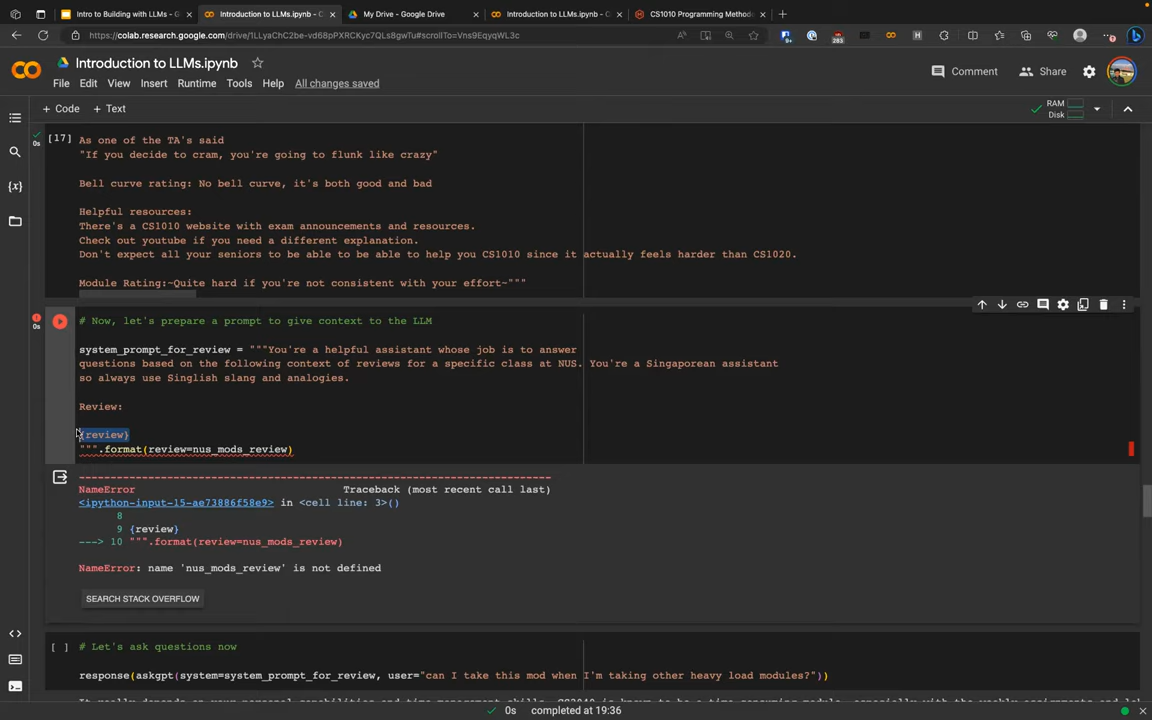 Intro to Building with LLMs - G
Introduction to LLMs.ipynb - C
My Drive - Google Drive
Introduction to LLMs.ipynb - C
CS1010 Programming Method
https://colab.research.google.com/drive/1LLyaChC2be-vd68pPXRCKyc7QLs8gwTu#scrollTo=Vns9EqyqWL3c
283
Introduction to LLMs.ipynb
File Edit View Insert Runtime Tools Help All changes saved
Comment
Share
+ Code + Text
RAM
Disk
[17]
0s
As one of the TA's said
"If you decide to cram, you're going to flunk like crazy"
Bell curve rating: No bell curve, it's both good and bad
Helpful resources:
There's a CS1010 website with exam announcements and resources.
Check out youtube if you need a different explanation.
Don't expect all your seniors to be able to be able to help you CS1010 since it actually feels harder than CS1020.
Module Rating:~Quite hard if you're not consistent with your effort~"""
0s
# Now, let's prepare a prompt to give context to the LLM
system_prompt_for_review = """You're a helpful assistant whose job is to answer
questions based on the following context of reviews for a specific class at NUS. You're a Singaporean assistant
so always use Singlish slang and analogies.
Review:
{review}
""".format(review=nus_mods_review)
NameError Traceback (most recent call last)
<ipython-input-15-ae73886f58e9> in <cell line: 3>()
8
9 {review}
---> 10 """.format(review=nus_mods_review)
NameError: name 'nus_mods_review' is not defined
SEARCH STACK OVERFLOW
[ ]
# Let's ask questions now
response(askgpt(system=system_prompt_for_review, user="can I take this mod when I'm taking other heavy load modules?"))
0s completed at 19:36